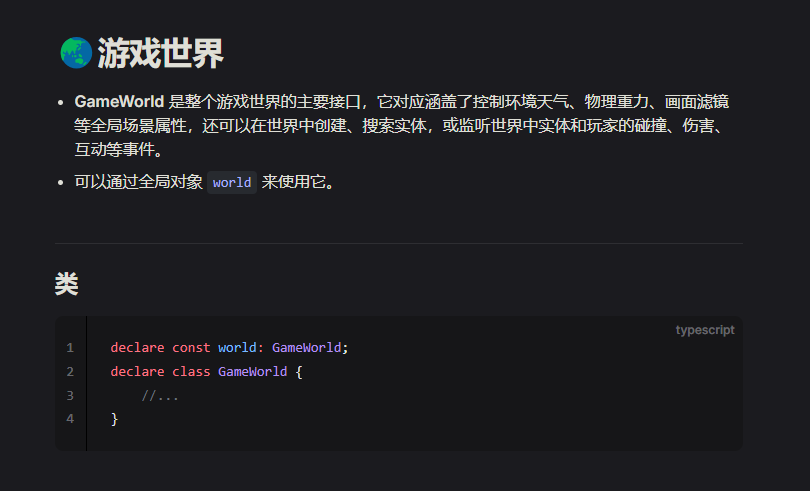 🌏 游戏世界
• GameWorld 是整个游戏世界的主要接口，它对应涵盖了控制环境天气、物理重力、画面滤镜
等全局场景属性，还可以在世界中创建、搜索实体，或监听世界中实体和玩家的碰撞、伤害、
互动等事件。
• 可以通过全局对象 world 来使用它。
类
typescript
1 declare const world: GameWorld;
2 declare class GameWorld {
3     //...
4 }